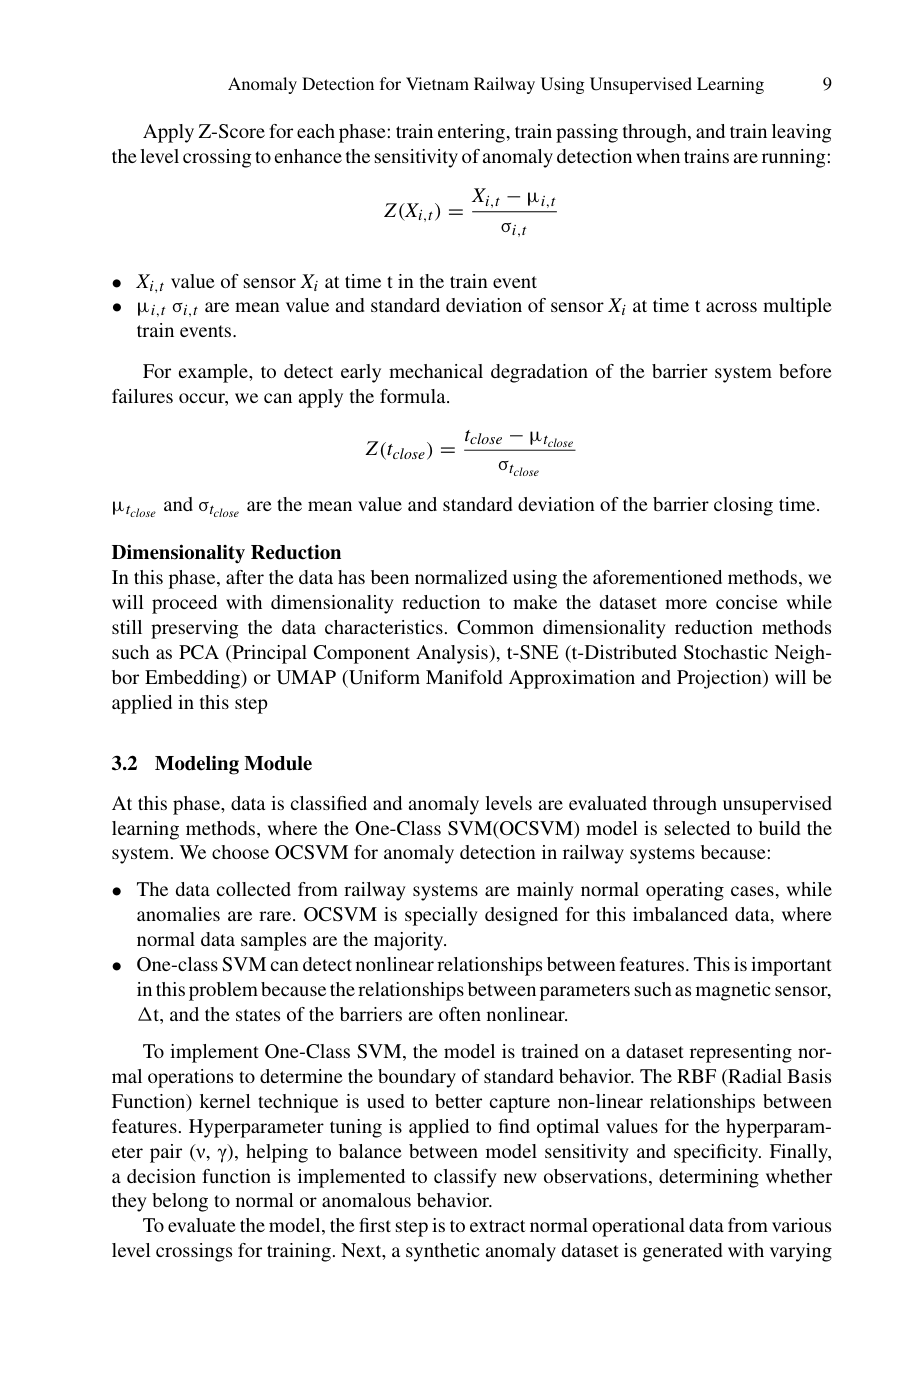 Anomaly Detection for Vietnam Railway Using Unsupervised Learning 9
Apply Z-Score for each phase: train entering, train passing through, and train leaving
the level crossing to enhance the sensitivity of anomaly detection when trains are running:
Z(X_{i,t}) = \frac{X_{i,t} − μ_{i,t}}{σ_{i,t}}
• X_{i,t} value of sensor X_i at time t in the train event
• μ_{i,t} σ_{i,t} are mean value and standard deviation of sensor X_i at time t across multiple
train events.
For example, to detect early mechanical degradation of the barrier system before
failures occur, we can apply the formula.
Z(t_{close}) = \frac{t_{close} − μ_{t_{close}}}{σ_{t_{close}}}
μ_{t_{close}} and σ_{t_{close}} are the mean value and standard deviation of the barrier closing time.
Dimensionality Reduction
In this phase, after the data has been normalized using the aforementioned methods, we
will proceed with dimensionality reduction to make the dataset more concise while
still preserving the data characteristics. Common dimensionality reduction methods
such as PCA (Principal Component Analysis), t-SNE (t-Distributed Stochastic Neigh-
bor Embedding) or UMAP (Uniform Manifold Approximation and Projection) will be
applied in this step
3.2 Modeling Module
At this phase, data is classified and anomaly levels are evaluated through unsupervised
learning methods, where the One-Class SVM(OCSVM) model is selected to build the
system. We choose OCSVM for anomaly detection in railway systems because:
• The data collected from railway systems are mainly normal operating cases, while
anomalies are rare. OCSVM is specially designed for this imbalanced data, where
normal data samples are the majority.
• One-class SVM can detect nonlinear relationships between features. This is important
in this problem because the relationships between parameters such as magnetic sensor,
Δt, and the states of the barriers are often nonlinear.
To implement One-Class SVM, the model is trained on a dataset representing nor-
mal operations to determine the boundary of standard behavior. The RBF (Radial Basis
Function) kernel technique is used to better capture non-linear relationships between
features. Hyperparameter tuning is applied to find optimal values for the hyperparam-
eter pair (ν, γ), helping to balance between model sensitivity and specificity. Finally,
a decision function is implemented to classify new observations, determining whether
they belong to normal or anomalous behavior.
To evaluate the model, the first step is to extract normal operational data from various
level crossings for training. Next, a synthetic anomaly dataset is generated with varying